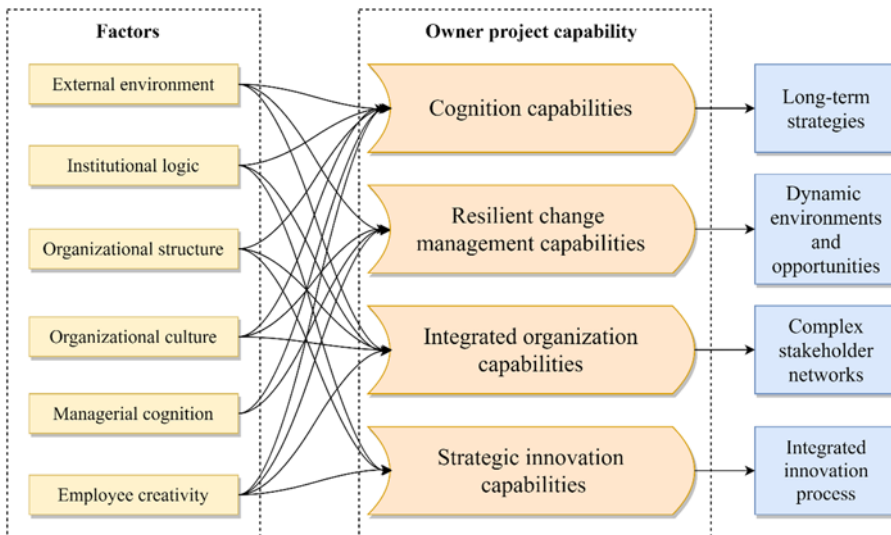 Factors
External environment
Institutional logic
Organizational structure
Organizational culture
Managerial cognition
Employee creativity
Owner project capability
Cognition capabilities
Resilient change
management capabilities
Integrated organization
capabilities
Strategic innovation
capabilities
Long-term
strategies
Dynamic
environments
and
opportunities
Complex
stakeholder
networks
Integrated
innovation
process